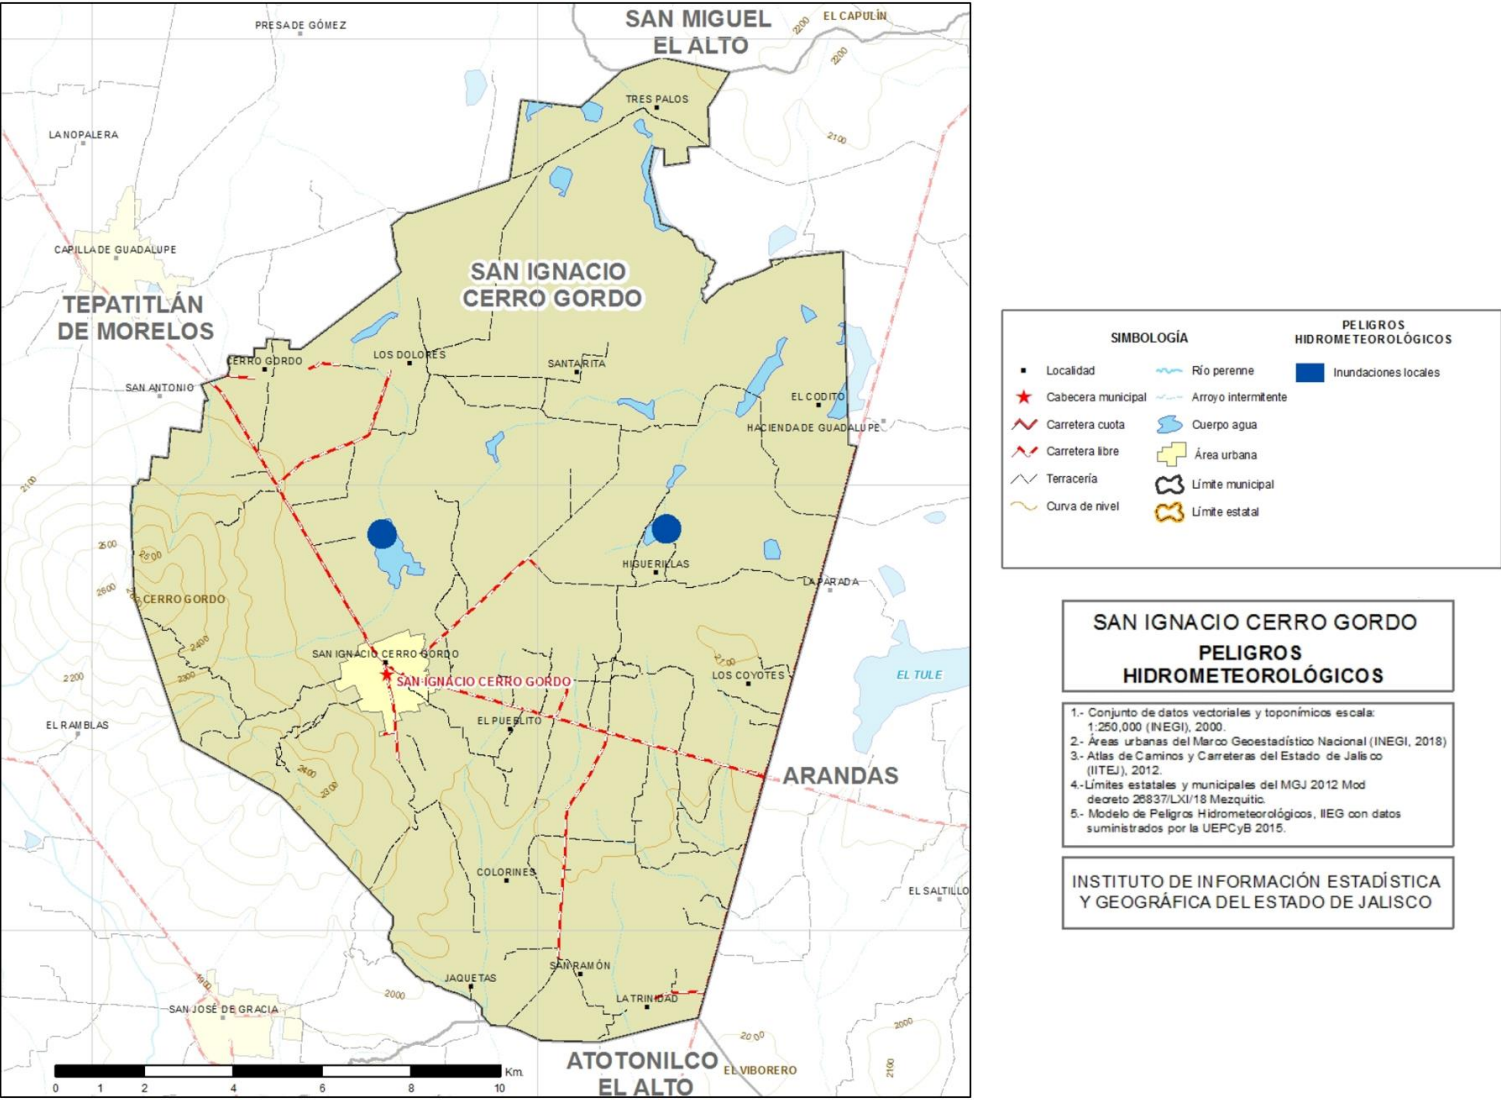 PRESA DE GÓMEZ
SAN MIGUEL
EL ALTO
EL CAPULÍN
2200
2200
TRES PALOS
LA NOPALERA
2100
CAPILLA DE GUADALUPE
SAN IGNACIO
CERRO GORDO
TEPATITLÁN
DE MORELOS
CERRO GORDO
LOS DOLORES
SANTA RITA
SAN ANTONIO
EL CODITO
HACIENDA DE GUADALUPE
2100
2500
2500
HIGUERILLAS
LA PARADA
2600
CERRO GORDO
2400
SAN IGNACIO CERRO GORDO
2200
2300
SAN IGNACIO CERRO GORDO
LOS COYOTES
EL TULE
EL RAMBLAS
EL PUEBLITO
2400
2300
ARANDAS
COLORINES
EL SALTILLO
SAN RAMÓN
JAQUETAS
1900
2000
LA TRINIDAD
SAN JOSÉ DE GRACIA
2000
2000
ATOTONILCO
EL ALTO
EL VIBORERO
2100
0 1 2 4 6 8 10 Km.
SIMBOLOGÍA
Localidad
Cabecera municipal
Carretera cuota
Carretera libre
Terracería
Curva de nivel
Río perenne
Arroyo intermitente
Cuerpo agua
Área urbana
Límite municipal
Límite estatal
PELIGROS
HIDROMETEOROLÓGICOS
Inundaciones locales
SAN IGNACIO CERRO GORDO
PELIGROS
HIDROMETEOROLÓGICOS
1.- Conjunto de datos vectoriales y toponímicos escala:
1:250,000 (INEGI), 2000.
2.- Áreas urbanas del Marco Geoestadístico Nacional (INEGI, 2018)
3.- Atlas de Caminos y Carreteras del Estado de Jalisco
(IITEJ), 2012.
4.-Límites estatales y municipales del MGJ 2012 Mod
decreto 26837/LXI/18 Mezquitic.
5.- Modelo de Peligros Hidrometeorológicos, IIEG con datos
suministrados por la UEPCyB 2015.
INSTITUTO DE INFORMACIÓN ESTADÍSTICA
Y GEOGRÁFICA DEL ESTADO DE JALISCO